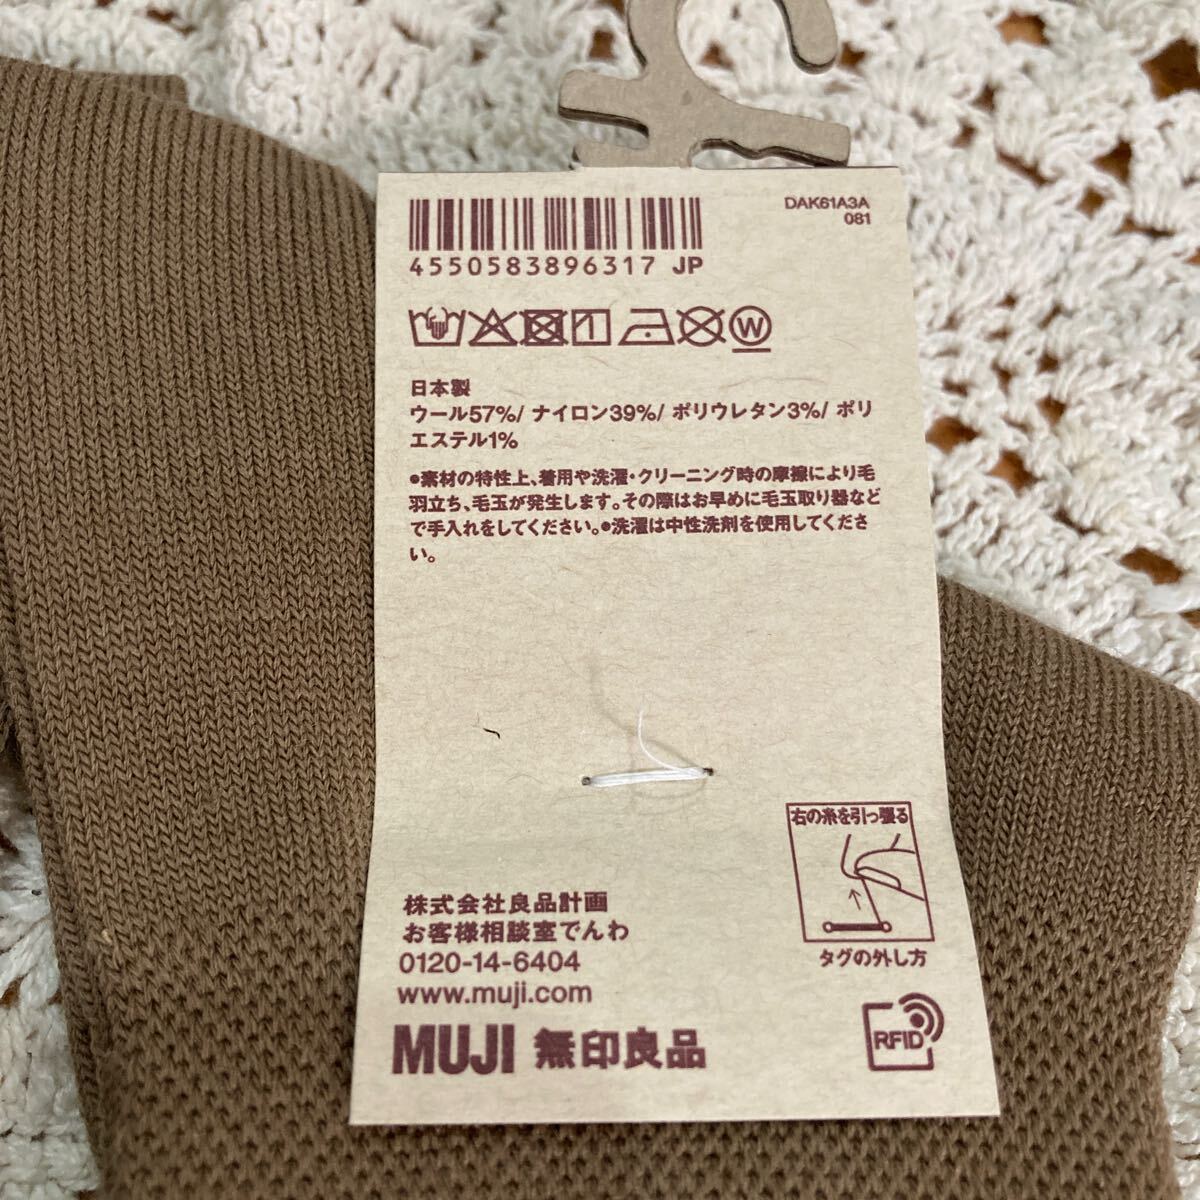 DAK61A3A
081
4550583896317 JP
W
日本製
ウール57%/ ナイロン39%/ ポリウレタン3%/ ポリ
エステル1%
●素材の特性上、着用や洗濯・クリーニング時の摩擦により毛
羽立ち、毛玉が発生します。その際はお早めに毛玉取り器など
で手入れをしてください。●洗濯は中性洗剤を使用してくださ
い。
右の糸を引っ張る
タグの外し方
株式会社良品計画
お客様相談室でんわ
0120-14-6404
www.muji.com
MUJI 無印良品
RFID